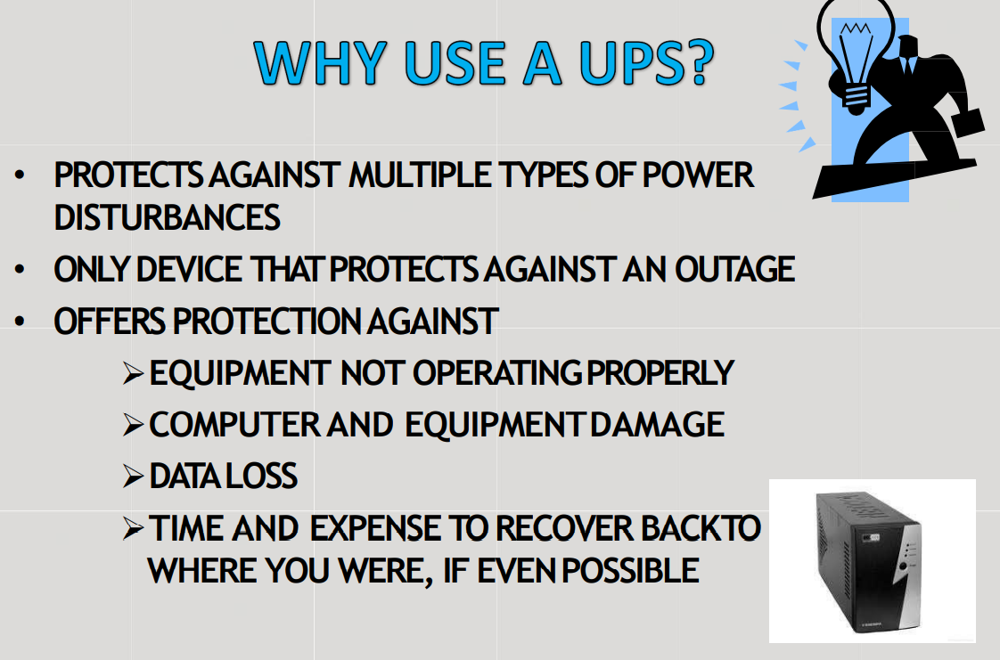 WHY USE A UPS?
• PROTECTS AGAINST MULTIPLE TYPES OF POWER
DISTURBANCES
• ONLY DEVICE THAT PROTECTS AGAINST AN OUTAGE
• OFFERS PROTECTION AGAINST
➢EQUIPMENT NOT OPERATING PROPERLY
➢COMPUTER AND EQUIPMENT DAMAGE
➢DATA LOSS
➢TIME AND EXPENSE TO RECOVER BACK TO
WHERE YOU WERE, IF EVEN POSSIBLE